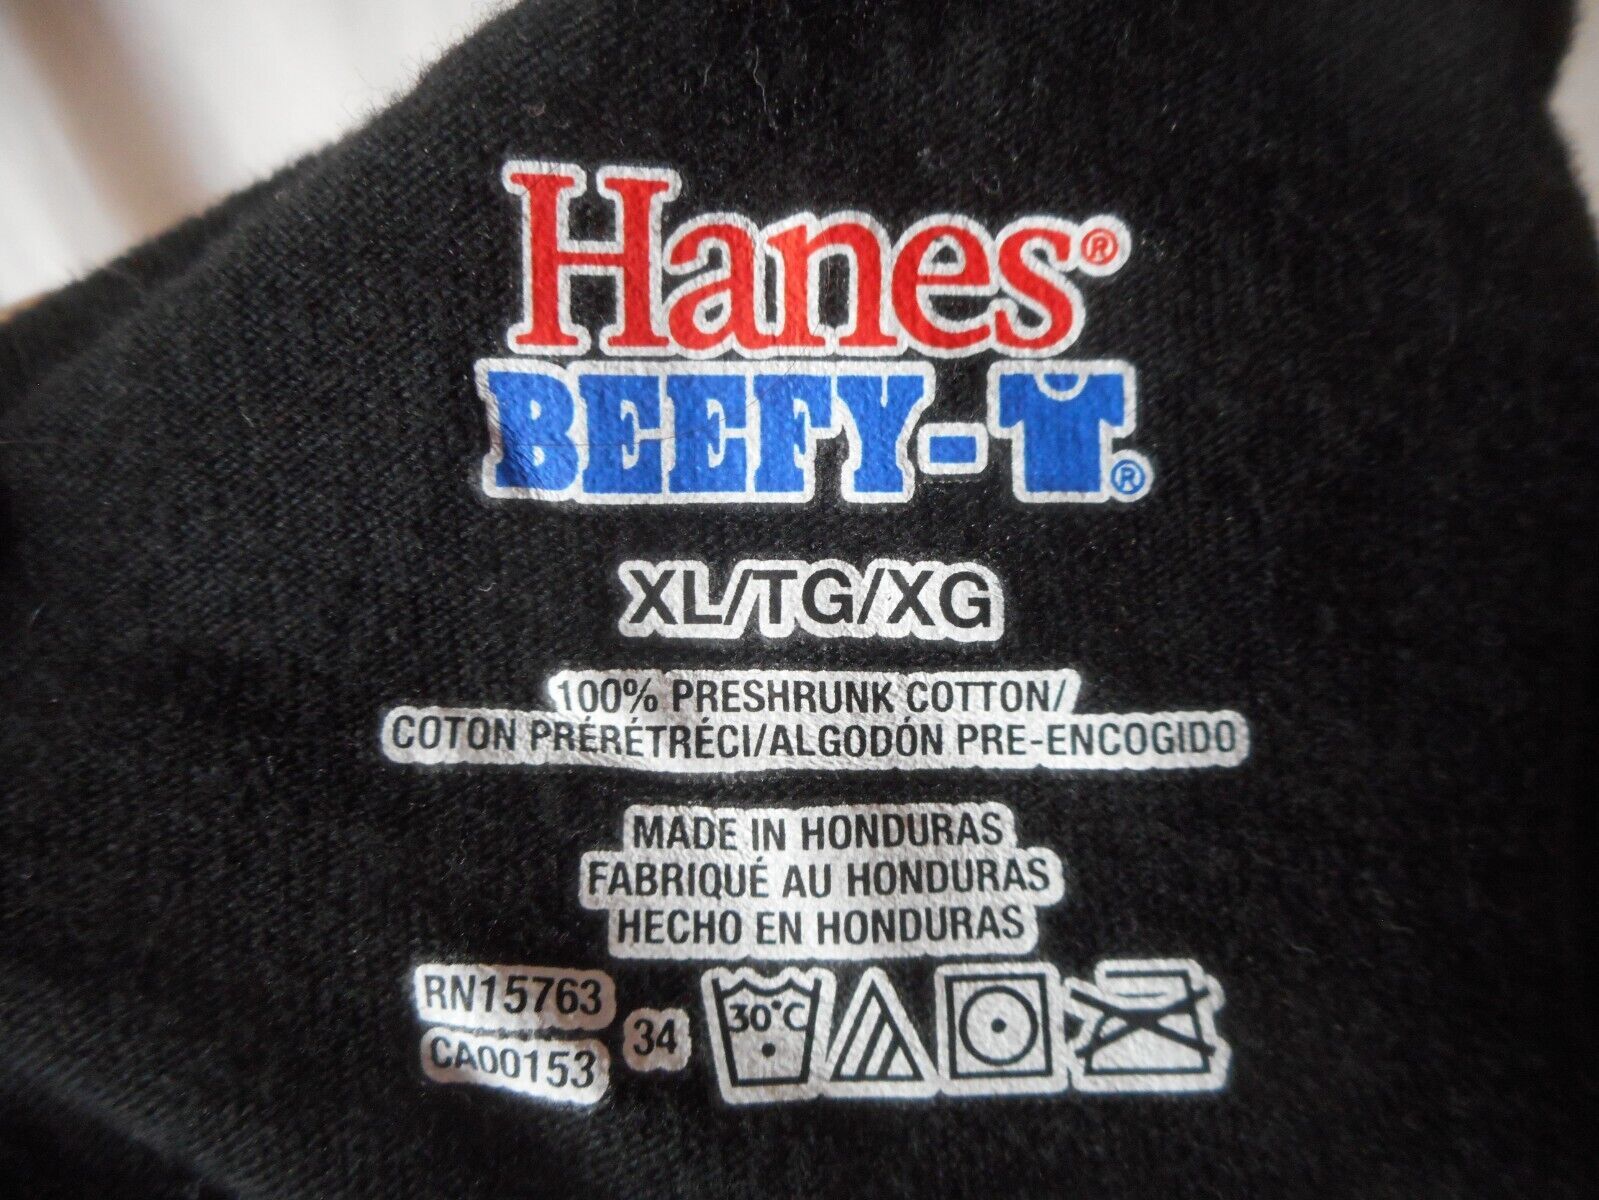 Hanes®
BEEFY-T®
XL/TG/XG
100% PRESHRUNK COTTON/
COTON PRÉRÉTRÉCI/ALGODÓN PRE-ENCOGIDO
MADE IN HONDURAS
FABRIQUÉ AU HONDURAS
HECHO EN HONDURAS
RN15763
CA00153
34
30°C